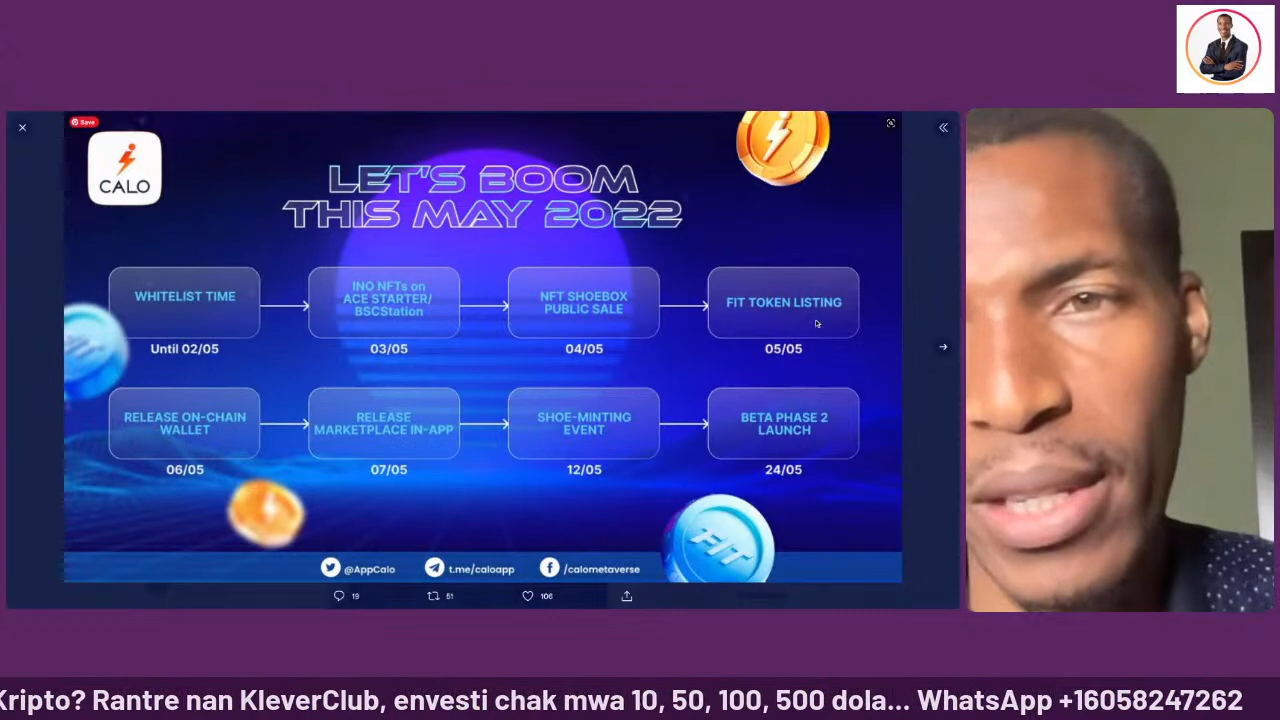 Save
CALO
LET'S BOOM
THIS MAY 2022
WHITELIST TIME
Until 02/05
INO NFTs on
ACE STARTER/
BSCStation
03/05
NFT SHOEBOX
PUBLIC SALE
04/05
FIT TOKEN LISTING
05/05
RELEASE ON-CHAIN
WALLET
06/05
RELEASE
MARKETPLACE IN-APP
07/05
SHOE-MINTING
EVENT
12/05
BETA PHASE 2
LAUNCH
24/05
FIT
@AppCalo
t.me/caloapp
/calometaverse
19
51
106
Kripto? Rantre nan KleverClub, envesti chak mwa 10, 50, 100, 500 dola... WhatsApp +16058247262